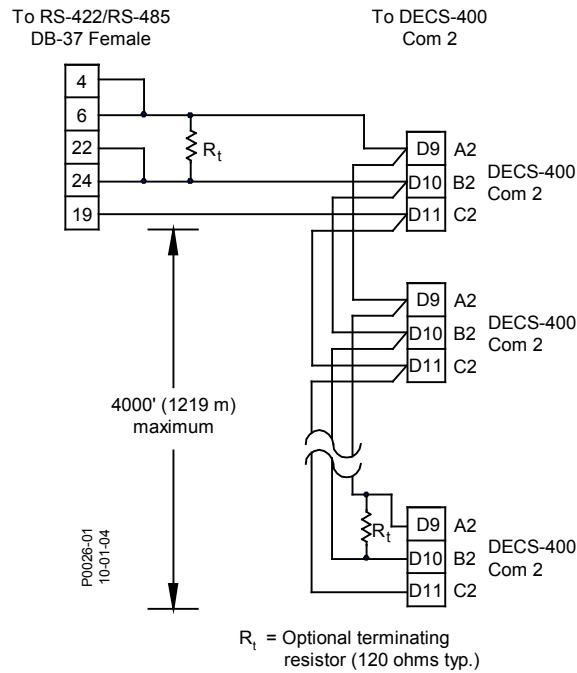 To RS-422/RS-485
DB-37 Female
To DECS-400
Com 2
4
6
22
24
19
Rt
D9 A2
D10 B2
D11 C2
DECS-400
Com 2
D9 A2
D10 B2
D11 C2
DECS-400
Com 2
4000' (1219 m)
maximum
P0026-01
10-01-04
Rt
D9 A2
D10 B2
D11 C2
DECS-400
Com 2
Rt = Optional terminating
resistor (120 ohms typ.)